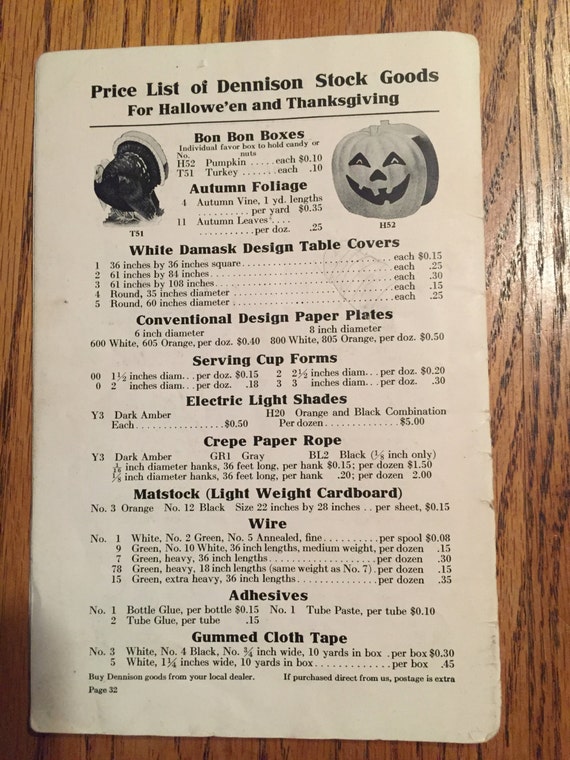 Price List of Dennison Stock Goods
For Hallowe'en and Thanksgiving
Bon Bon Boxes
Individual favor box to hold candy or
No. nuts
H52 Pumpkin ..... each $0.10
T51 Turkey ....... each .10
T51
H52
Autumn Foliage
4 Autumn Vine, 1 yd. lengths
.......... per yard $0.35
11 Autumn Leaves ....
........... per doz. .25
White Damask Design Table Covers
1 36 inches by 36 inches square .............................. each $0.15
2 61 inches by 84 inches ...................................... each .25
3 61 inches by 108 inches ..................................... each .30
4 Round, 35 inches diameter ................................. each .15
5 Round, 60 inches diameter ................................. each .25
Conventional Design Paper Plates
6 inch diameter 8 inch diameter
600 White, 605 Orange, per doz. $0.40 800 White, 805 Orange, per doz. $0.50
Serving Cup Forms
00 1½ inches diam... per doz. $0.15 2 2½ inches diam... per doz. $0.20
0 2 inches diam... per doz. .18 3 3 inches diam... per doz. .30
Electric Light Shades
Y3 Dark Amber H20 Orange and Black Combination
Each ................. $0.50 Per dozen ............... $5.00
Crepe Paper Rope
Y3 Dark Amber GR1 Gray BL2 Black (⅛ inch only)
inch diameter hanks, 36 feet long, per hank $0.15; per dozen $1.50
⅛ inch diameter hanks, 36 feet long, per hank .20; per dozen 2.00
Matstock (Light Weight Cardboard)
No. 3 Orange No. 12 Black Size 22 inches by 28 inches .. per sheet, $0.15
Wire
No. 1 White, No. 2 Green, No. 5 Annealed, fine .......... per spool $0.08
9 Green, No. 10 White, 36 inch lengths, medium weight, per dozen .15
7 Green, heavy, 36 inch lengths .................... per dozen .30
78 Green, heavy, 18 inch lengths (same weight as No. 7) . per dozen .15
15 Green, extra heavy, 36 inch lengths ............... per dozen .35
Adhesives
No. 1 Bottle Glue, per bottle $0.15 No. 1 Tube Paste, per tube $0.10
2 Tube Glue, per tube .15
Gummed Cloth Tape
No. 3 White, No. 4 Black, No. ¾ inch wide, 10 yards in box . per box $0.30
5 White, 1¼ inches wide, 10 yards in box ............. per box .45
Buy Dennison goods from your local dealer. If purchased direct from us, postage is extra
Page 32